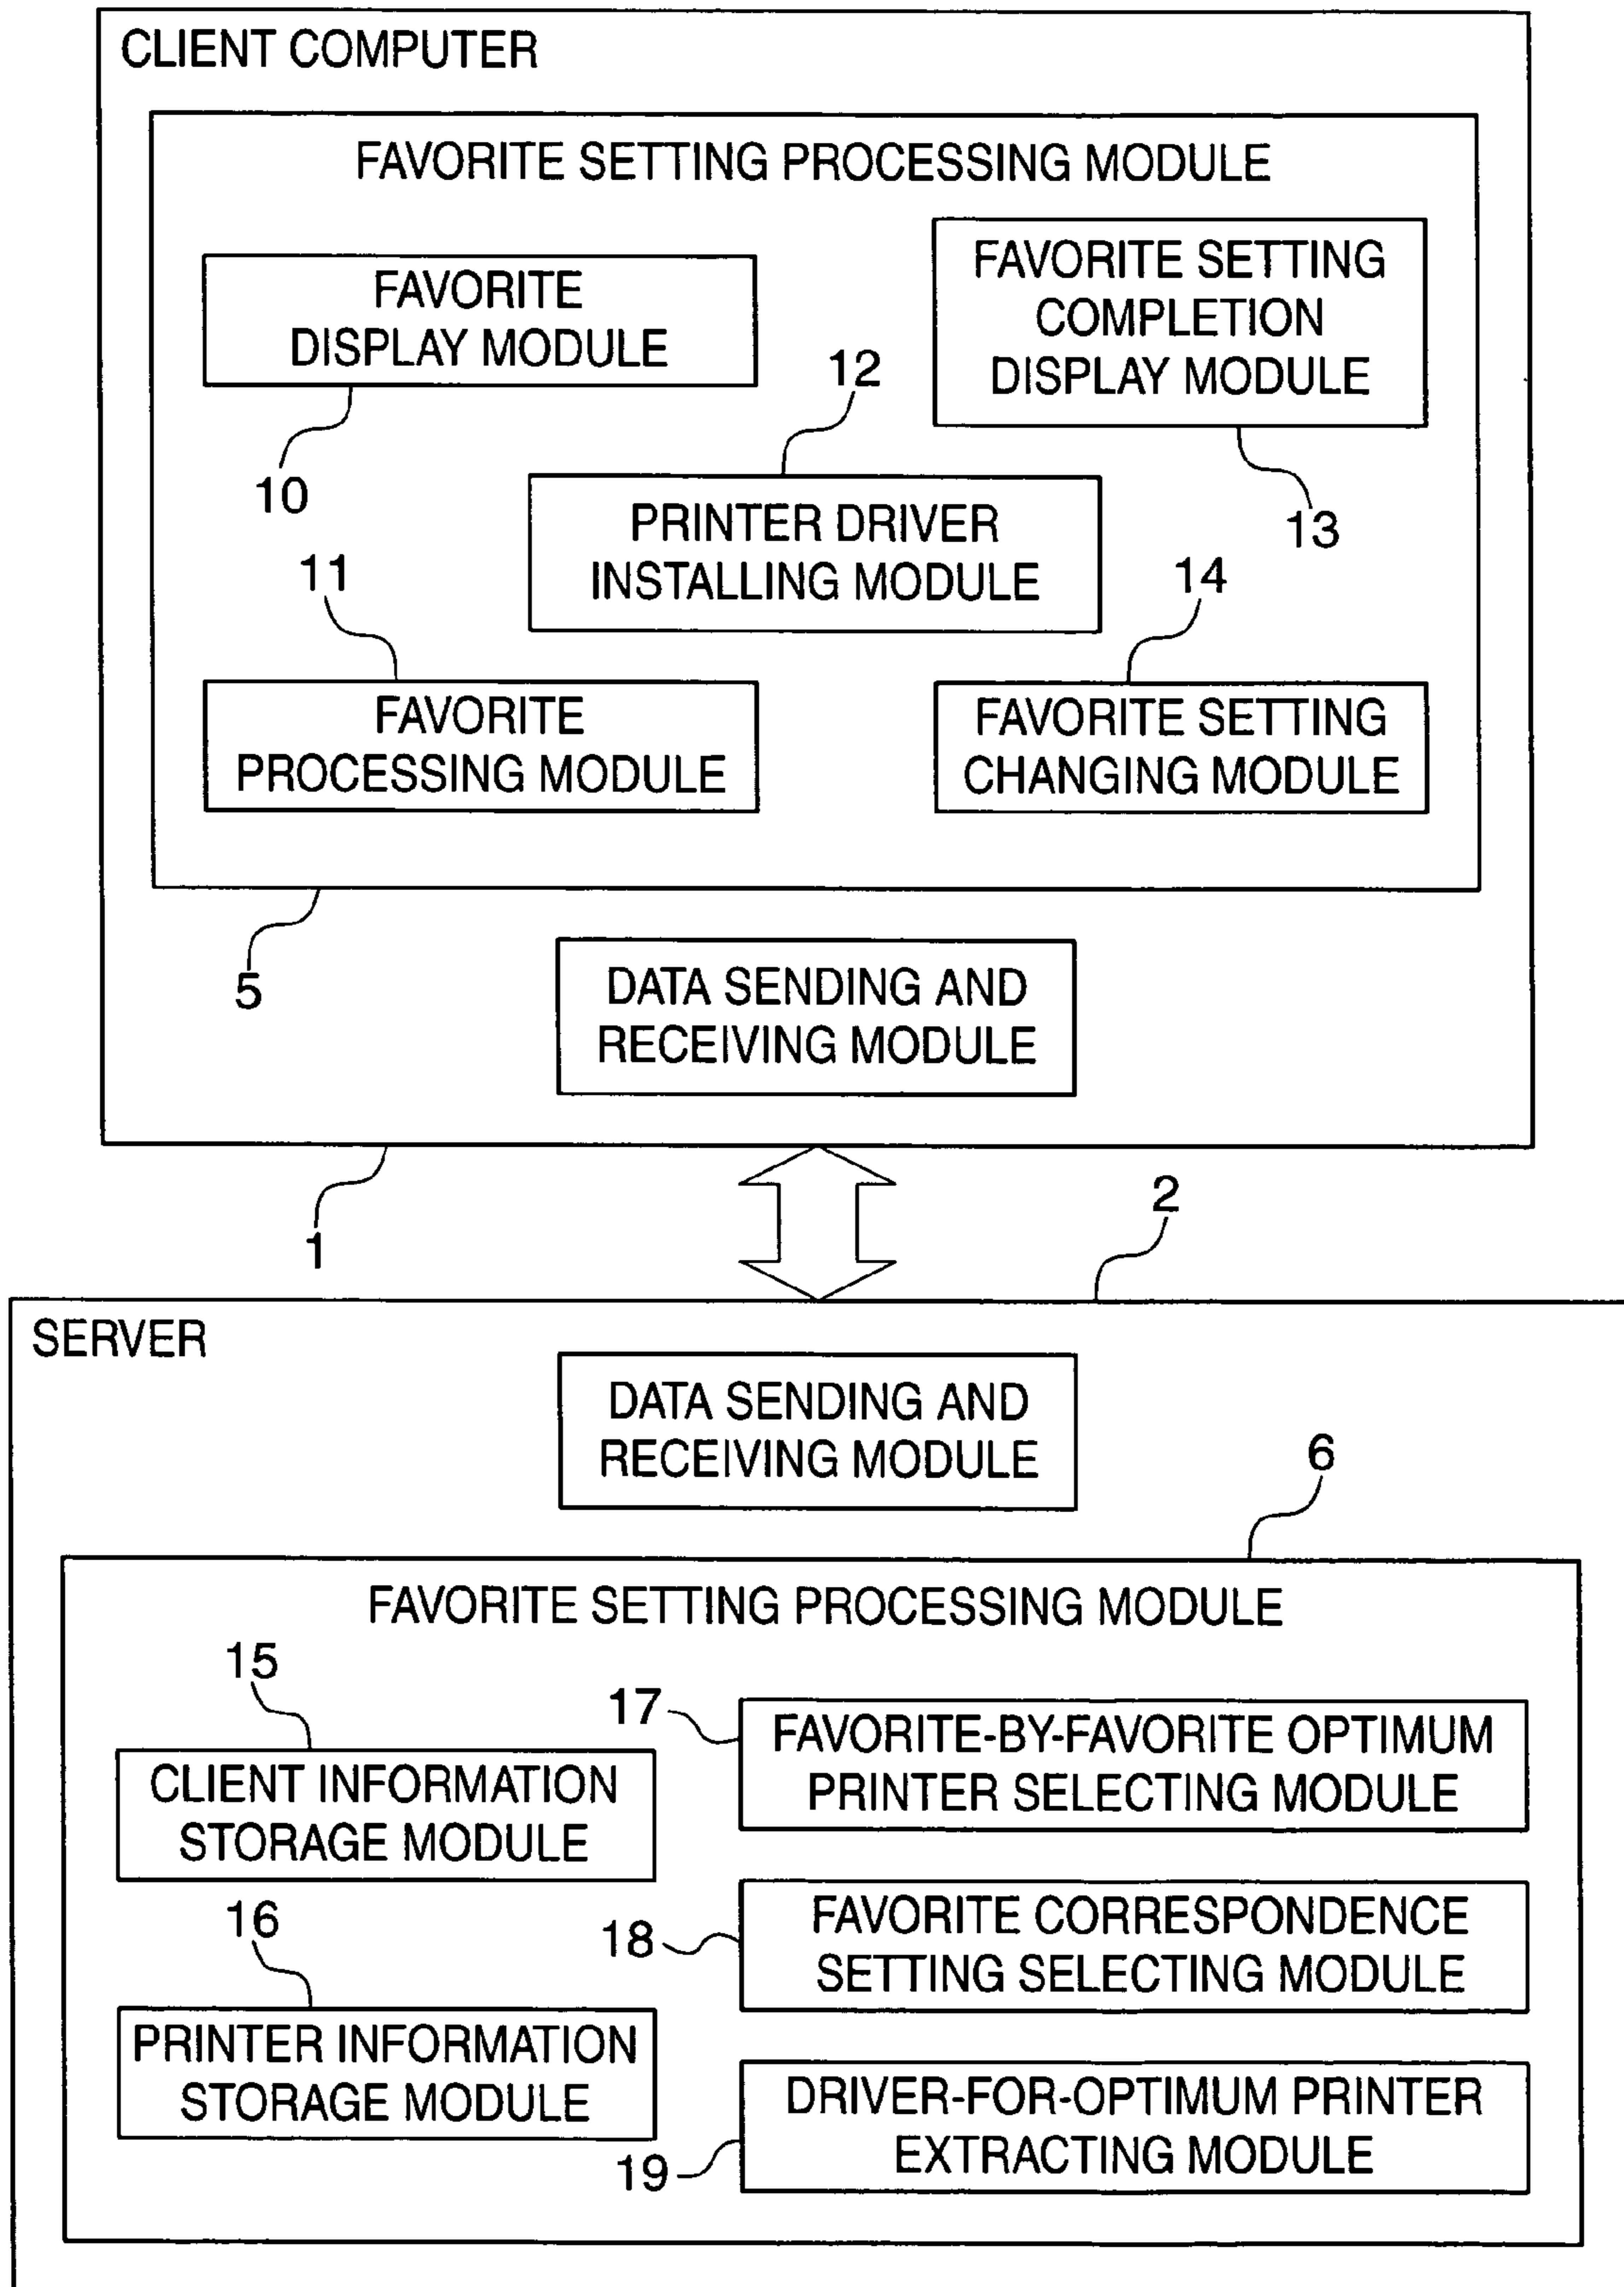 CLIENT COMPUTER
FAVORITE SETTING PROCESSING MODULE
FAVORITE
DISPLAY MODULE
10
FAVORITE SETTING
COMPLETION
DISPLAY MODULE
13
12
PRINTER DRIVER
INSTALLING MODULE
11
FAVORITE
PROCESSING MODULE
14
FAVORITE SETTING
CHANGING MODULE
5
DATA SENDING AND
RECEIVING MODULE
1
2
SERVER
DATA SENDING AND
RECEIVING MODULE
6
FAVORITE SETTING PROCESSING MODULE
15
CLIENT INFORMATION
STORAGE MODULE
16
PRINTER INFORMATION
STORAGE MODULE
17
FAVORITE-BY-FAVORITE OPTIMUM
PRINTER SELECTING MODULE
18
FAVORITE CORRESPONDENCE
SETTING SELECTING MODULE
19
DRIVER-FOR-OPTIMUM PRINTER
EXTRACTING MODULE